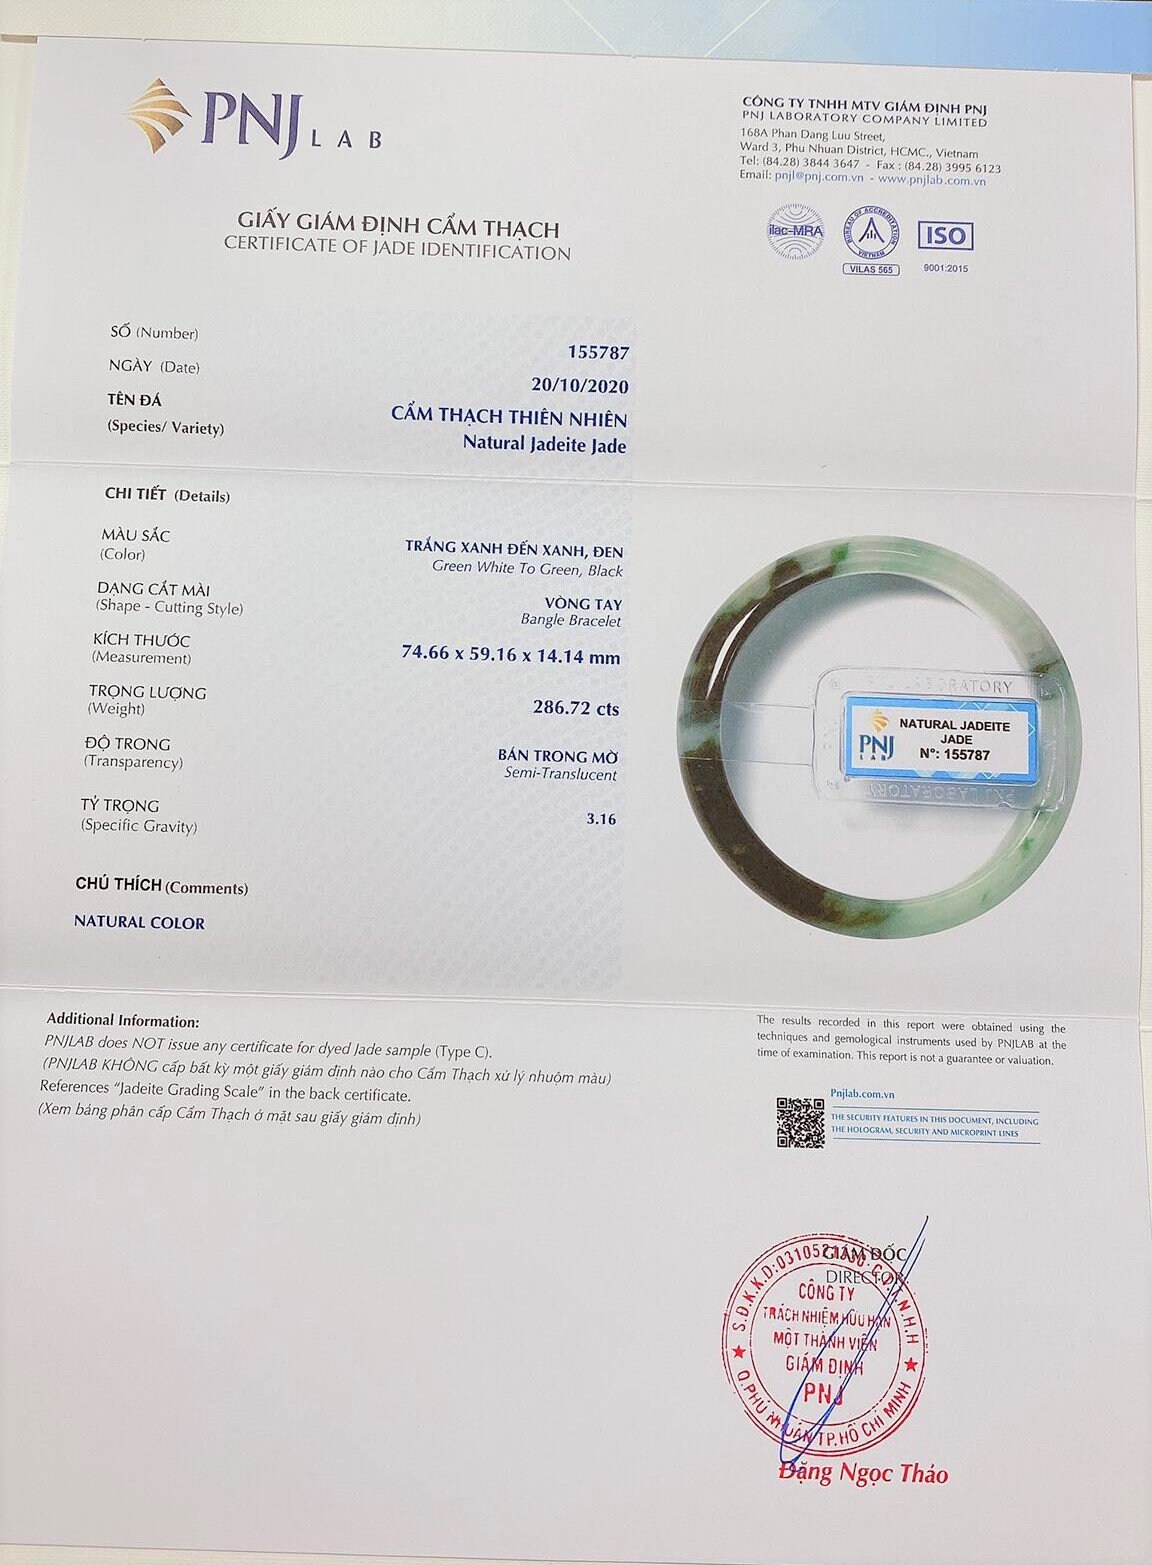 PNJ LAB
CÔNG TY TNHH MTV GIÁM ĐỊNH PNJ
PNJ LABORATORY COMPANY LIMITED
168A Phan Dang Luu Street,
Ward 3, Phu Nhuan District, HCMC., Vietnam
Tel: (84.28) 3844 3647 - Fax : (84.28) 3995 6123
Email: pnjl@pnj.com.vn - www.pnjlab.com.vn
ilac-MRA
BUREAU OF ACCREDITATION
VIETNAM
VILAS 565
ISO
9001:2015
GIẤY GIÁM ĐỊNH CẨM THẠCH
CERTIFICATE OF JADE IDENTIFICATION
SỐ (Number)
155787
NGÀY (Date)
20/10/2020
TÊN ĐÁ
(Species/ Variety)
CẨM THẠCH THIÊN NHIÊN
Natural Jadeite Jade
CHI TIẾT (Details)
MÀU SẮC
(Color)
TRẮNG XANH ĐẾN XANH, ĐEN
Green White To Green, Black
DẠNG CẮT MÀI
(Shape - Cutting Style)
VÒNG TAY
Bangle Bracelet
KÍCH THƯỚC
(Measurement)
74.66 x 59.16 x 14.14 mm
TRỌNG LƯỢNG
(Weight)
286.72 cts
ĐỘ TRONG
(Transparency)
BÁN TRONG MỜ
Semi-Translucent
TỶ TRỌNG
(Specific Gravity)
3.16
CHÚ THÍCH (Comments)
NATURAL COLOR
PNJ LAB
NATURAL JADEITE
JADE
N°: 155787
PNJ LABORATORY
Additional Information:
PNJLAB does NOT issue any certificate for dyed Jade sample (Type C).
(PNJLAB KHÔNG cấp bất kỳ một giấy giám định nào cho Cẩm Thạch xử lý nhuộm màu)
References “Jadeite Grading Scale” in the back certificate.
(Xem bảng phân cấp Cẩm Thạch ở mặt sau giấy giám định)
The results recorded in this report were obtained using the
techniques and gemological instruments used by PNJLAB at the
time of examination. This report is not a guarantee or valuation.
Pnjlab.com.vn
THE SECURITY FEATURES IN THIS DOCUMENT, INCLUDING
THE HOLOGRAM, SECURITY AND MICROPRINT LINES
GIÁM ĐỐC
DIRECTOR
CÔNG TY
TRÁCH NHIỆM HỮU HẠN
MỘT THÀNH VIÊN
GIÁM ĐỊNH
PNJ
Q.PHÚ NHUẬN TP.HỒ CHÍ MINH
Đặng Ngọc Thảo